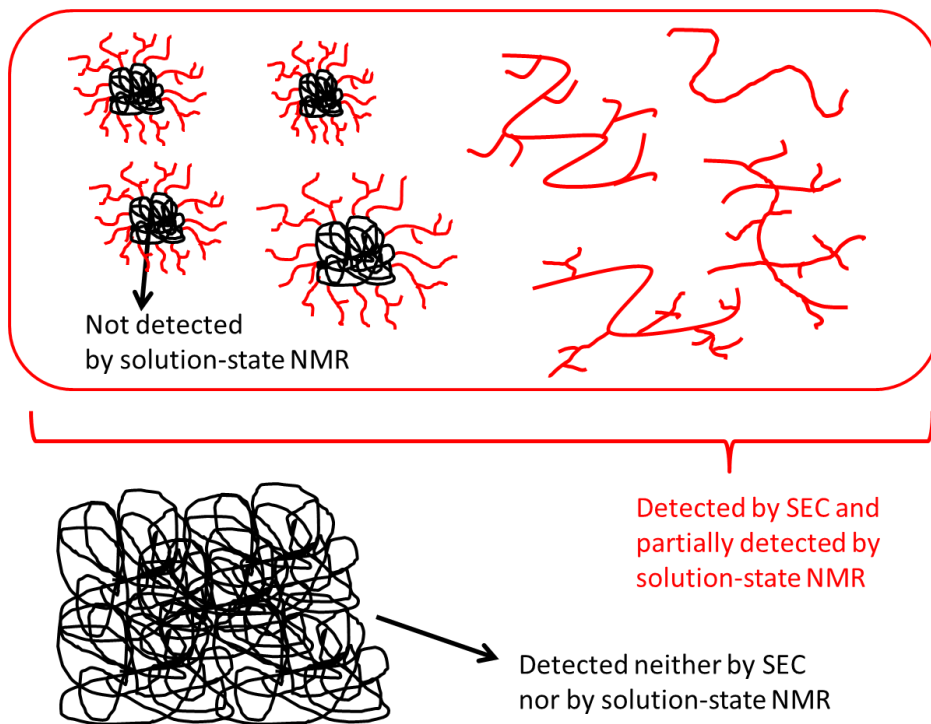 Not detected
by solution-state NMR
Detected by SEC and
partially detected by
solution-state NMR
Detected neither by SEC
nor by solution-state NMR